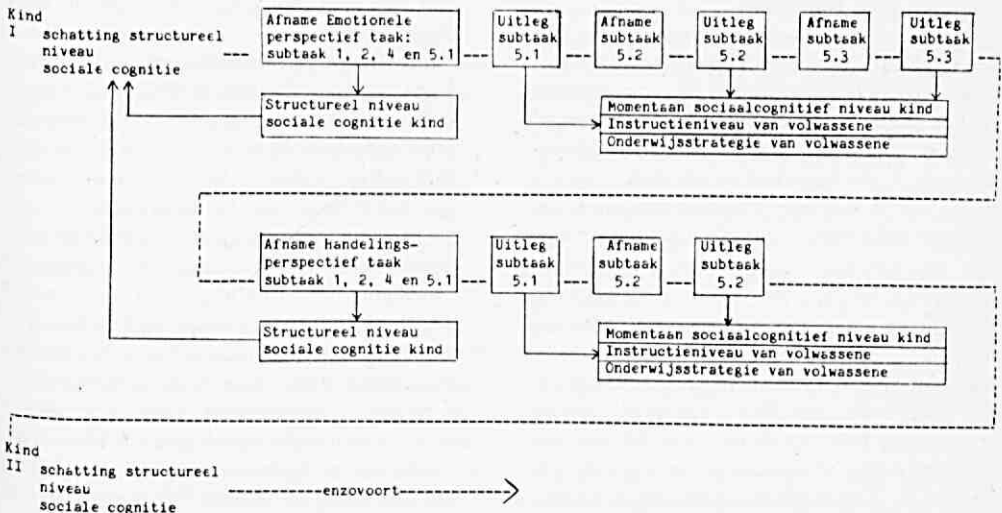 Kind
I schatting structureel
niveau
sociale cognitie
Afname Emotionele
perspectief taak:
subtaak 1, 2, 4 en 5.1
Uitleg
subtaak
5.1
Afname
subtaak
5.2
Uitleg
subtaak
5.2
Afname
subtaak
5.3
Uitleg
subtaak
5.3
Structureel niveau
sociale cognitie kind
Momentaan sociaalcognitief niveau kind
Instructieniveau van volwassene
Onderwijsstrategie van volwassene
Afname handelings-
perspectief taak
subtaak 1, 2, 4 en 5.1
Uitleg
subtaak
5.1
Afname
subtaak
5.2
Uitleg
subtaak
5.2
Structureel niveau
sociale cognitie kind
Momentaan sociaalcognitief niveau kind
Instructieniveau van volwassene
Onderwijsstrategie van volwassene
Kind
II schatting structureel
niveau
sociale cognitie
enzovoort